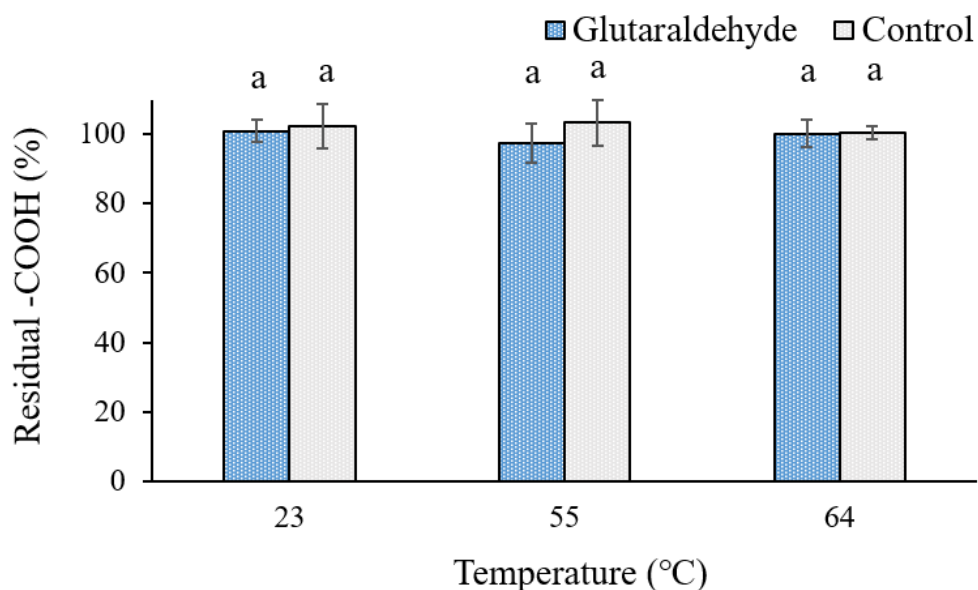 Glutaraldehyde Control
a a a a a a
100
80
60
40
20
0
Residual -COOH (%)
23 55 64
Temperature (°C)